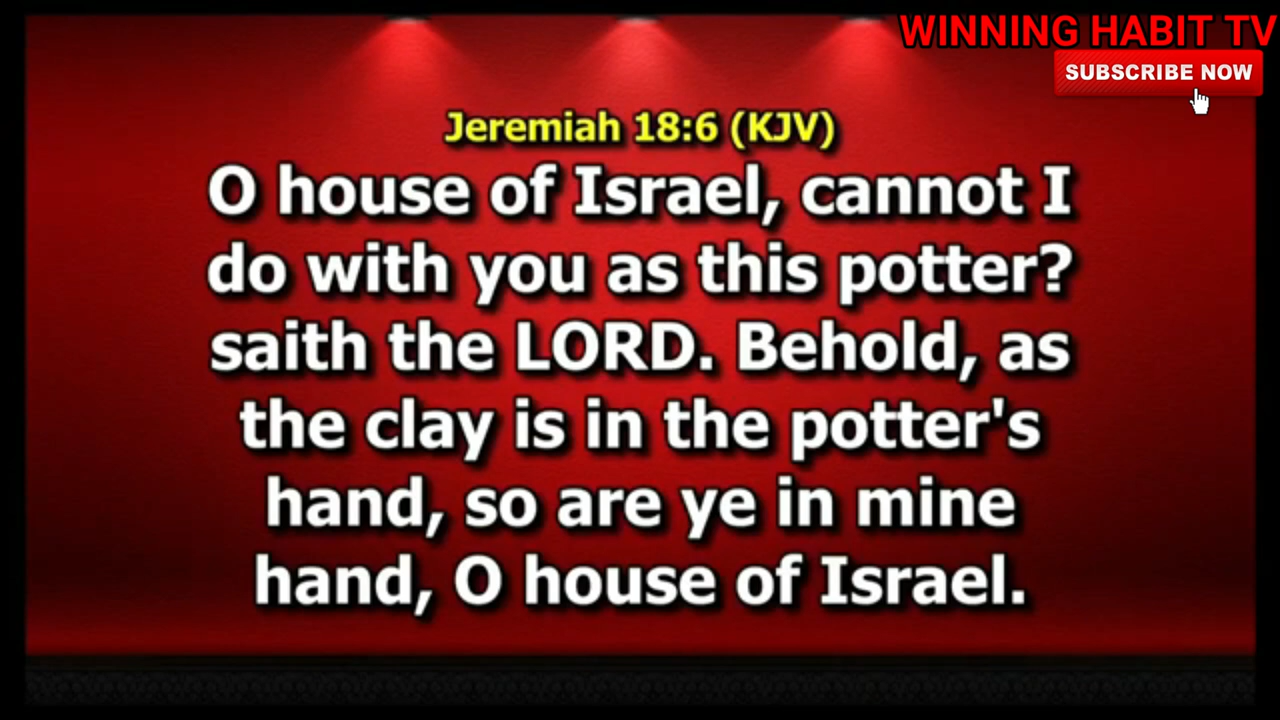 WINNING HABIT TV
SUBSCRIBE NOW
Jeremiah 18:6 (KJV)
O house of Israel, cannot I
do with you as this potter?
saith the LORD. Behold, as
the clay is in the potter's
hand, so are ye in mine
hand, O house of Israel.